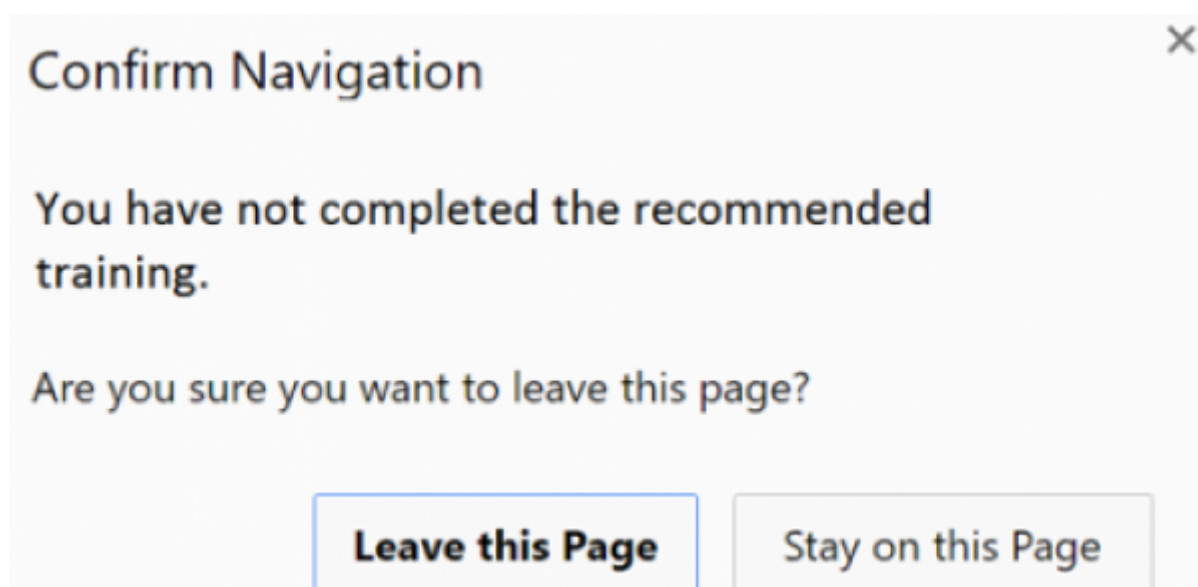 Confirm Navigation
You have not completed the recommended
training.
Are you sure you want to leave this page?
Leave this Page
Stay on this Page